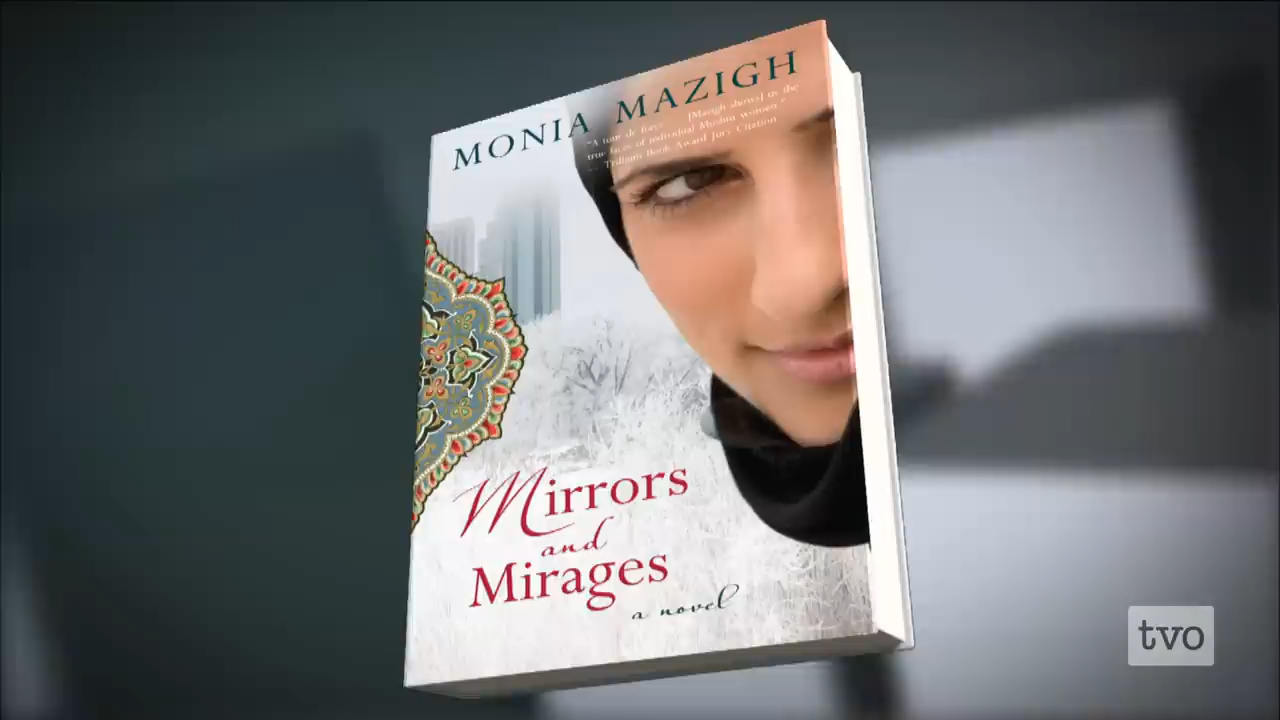 MONIA MAZIGH
"A tour de force. [Mazigh shows] us the
true faces of individual Muslim women."
— Trillium Book Award Jury Citation
Mirrors
and
Mirages
a novel
tvo